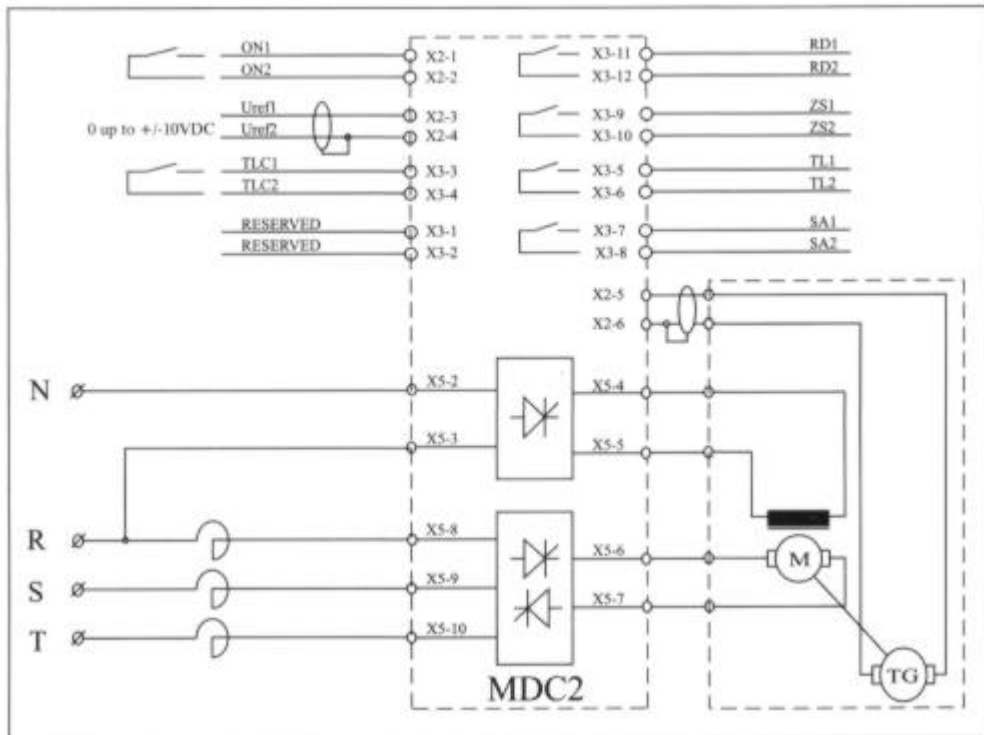 ON1 X2-1 X3-11 RD1
ON2 X2-2 X3-12 RD2
Uref1 X2-3 X3-9 ZS1
0 up to +/-10VDC Uref2 X2-4 X3-10 ZS2
TLC1 X3-3 X3-5 TL1
TLC2 X3-4 X3-6 TL2
RESERVED X3-1 X3-7 SA1
RESERVED X3-2 X3-8 SA2
X2-5
X2-6
N X5-2 X5-4
X5-3 X5-5
R X5-8 X5-6 M
S X5-9 X5-7
T X5-10
MDC2 TG